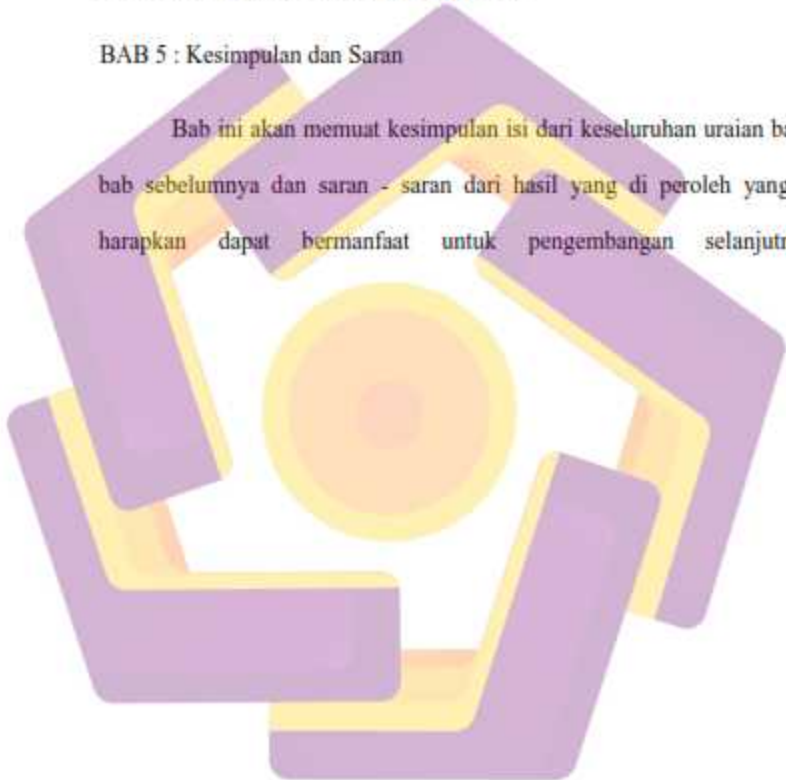 BAB 5 : Kesimpulan dan Saran
Bab ini akan memuat kesimpulan isi dari keseluruhan uraian
bab sebelumnya dan saran - saran dari hasil yang di peroleh yang
harapkan dapat bermanfaat untuk pengembangan